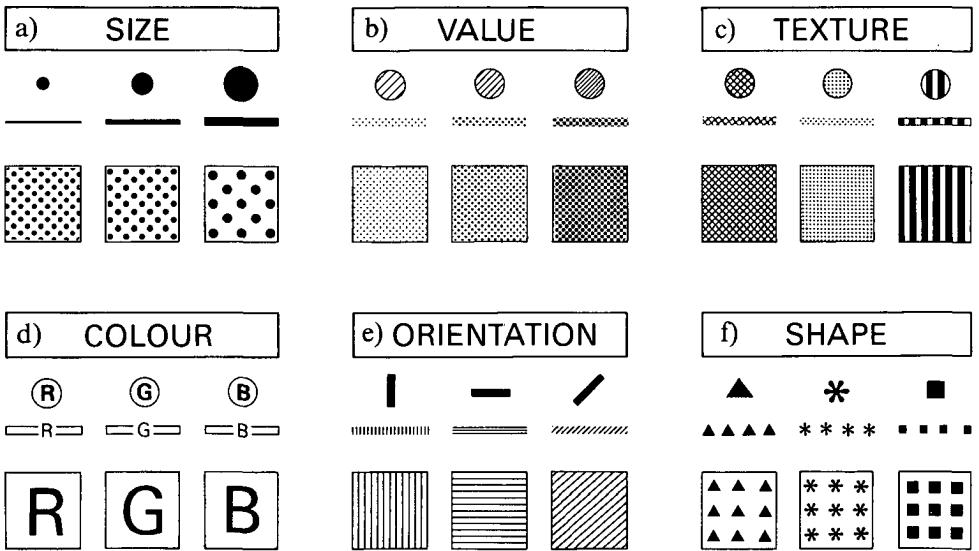 a) SIZE
b) VALUE
c) TEXTURE
d) COLOUR
R G B
R G B
R G B
e) ORIENTATION
f) SHAPE